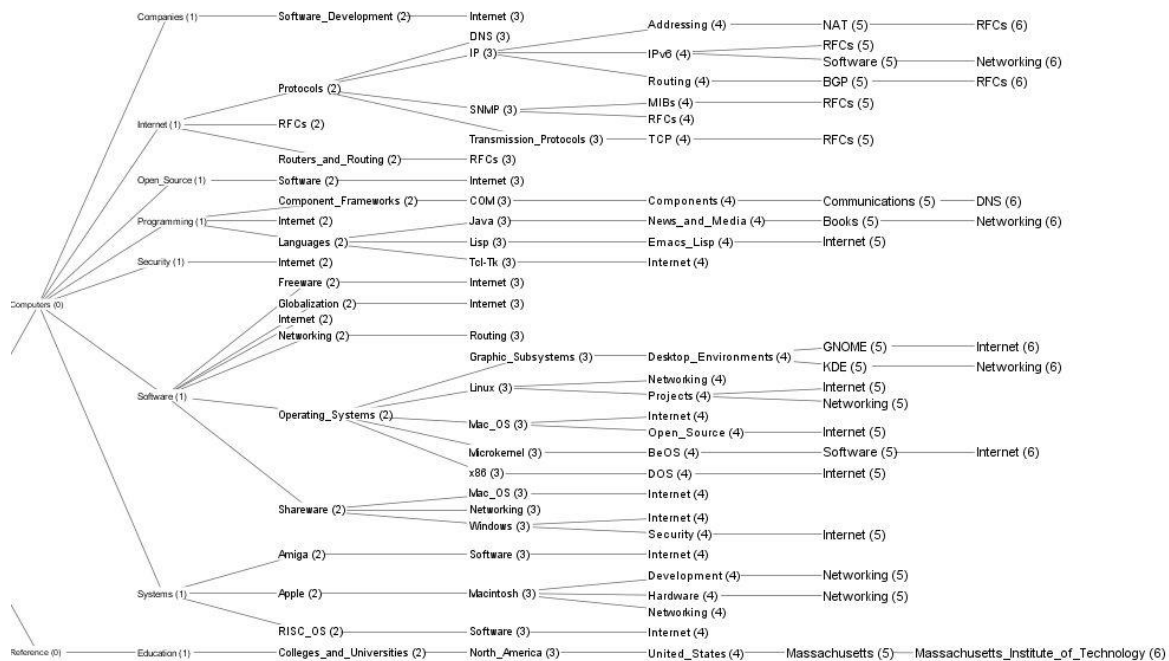 Companies (1) Software_Development (2) Internet (3)
Addressing (4) NAT (5) RFCs (6)
DNS (3)
RFCs (5)
IP (3) IPv6 (4)
Software (5) Networking (6)
Routing (4) BGP (5) RFCs (6)
Protocols (2)
MIBs (4) RFCs (5)
SNMP (3)
RFCs (4)
Internet (1) RFCs (2)
Transmission_Protocols (3) TCP (4) RFCs (5)
Routers_and_Routing (2) RFCs (3)
Open_Source (1) Software (2) Internet (3)
Component_Frameworks (2) COM (3) Components (4) Communications (5) DNS (6)
Programming (1) Internet (2) Java (3) News_and_Media (4) Books (5) Networking (6)
Languages (2) Lisp (3) Emacs_Lisp (4) Internet (5)
Security (1) Internet (2) Tcl-Tk (3) Internet (4)
Freeware (2) Internet (3)
Computers (0) Globalization (2) Internet (3)
Internet (2)
Networking (2) Routing (3)
GNOME (5) Internet (6)
Graphic_Subsystems (3) Desktop_Environments (4)
KDE (5) Networking (6)
Networking (4)
Linux (3) Internet (5)
Software (1) Projects (4)
Networking (5)
Operating_Systems (2) Internet (4)
Mac_OS (3)
Open_Source (4) Internet (5)
Microkernel (3) BeOS (4) Software (5) Internet (6)
x86 (3) DOS (4) Internet (5)
Mac_OS (3) Internet (4)
Shareware (2) Networking (3)
Internet (4)
Windows (3)
Security (4) Internet (5)
Amiga (2) Software (3) Internet (4)
Development (4) Networking (5)
Systems (1) Apple (2) Macintosh (3) Hardware (4) Networking (5)
Networking (4)
RISC_OS (2) Software (3) Internet (4)
Reference (0) Education (1) Colleges_and_Universities (2) North_America (3) United_States (4) Massachusetts (5) Massachusetts_Institute_of_Technology (6)